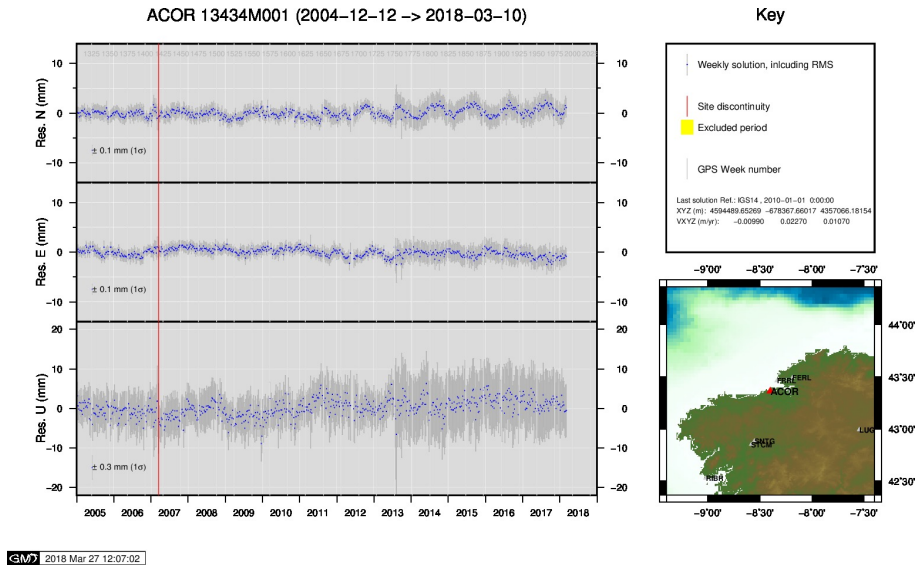 ACOR 13434M001 (2004−12−12 −> 2018−03−10)
Key
Res. N (mm)
10
0
−10
10
0
−10
± 0.1 mm (1σ)
Res. E (mm)
10
0
−10
10
0
−10
± 0.1 mm (1σ)
Res. U (mm)
20
10
0
−10
−20
20
10
0
−10
−20
± 0.3 mm (1σ)
2005 2006 2007 2008 2009 2010 2011 2012 2013 2014 2015 2016 2017 2018
Weekly solution, inlcuding RMS
Site discontinuity
Excluded period
GPS Week number
Last solution Ref.: IGS14 , 2010−01−01 0:00:00
XYZ (m): 4594489.65269 −678367.66017 4357066.18154
VXYZ (m/yr): −0.00990 0.02270 0.01070
−9˚00' −8˚30' −8˚00' −7˚30'
44˚00'
43˚30'
43˚00'
42˚30'
FERL
ACOR
LUG
SNTG
STCM
RIBR
−9˚00' −8˚30' −8˚00' −7˚30'
GMT 2018 Mar 27 12:07:02